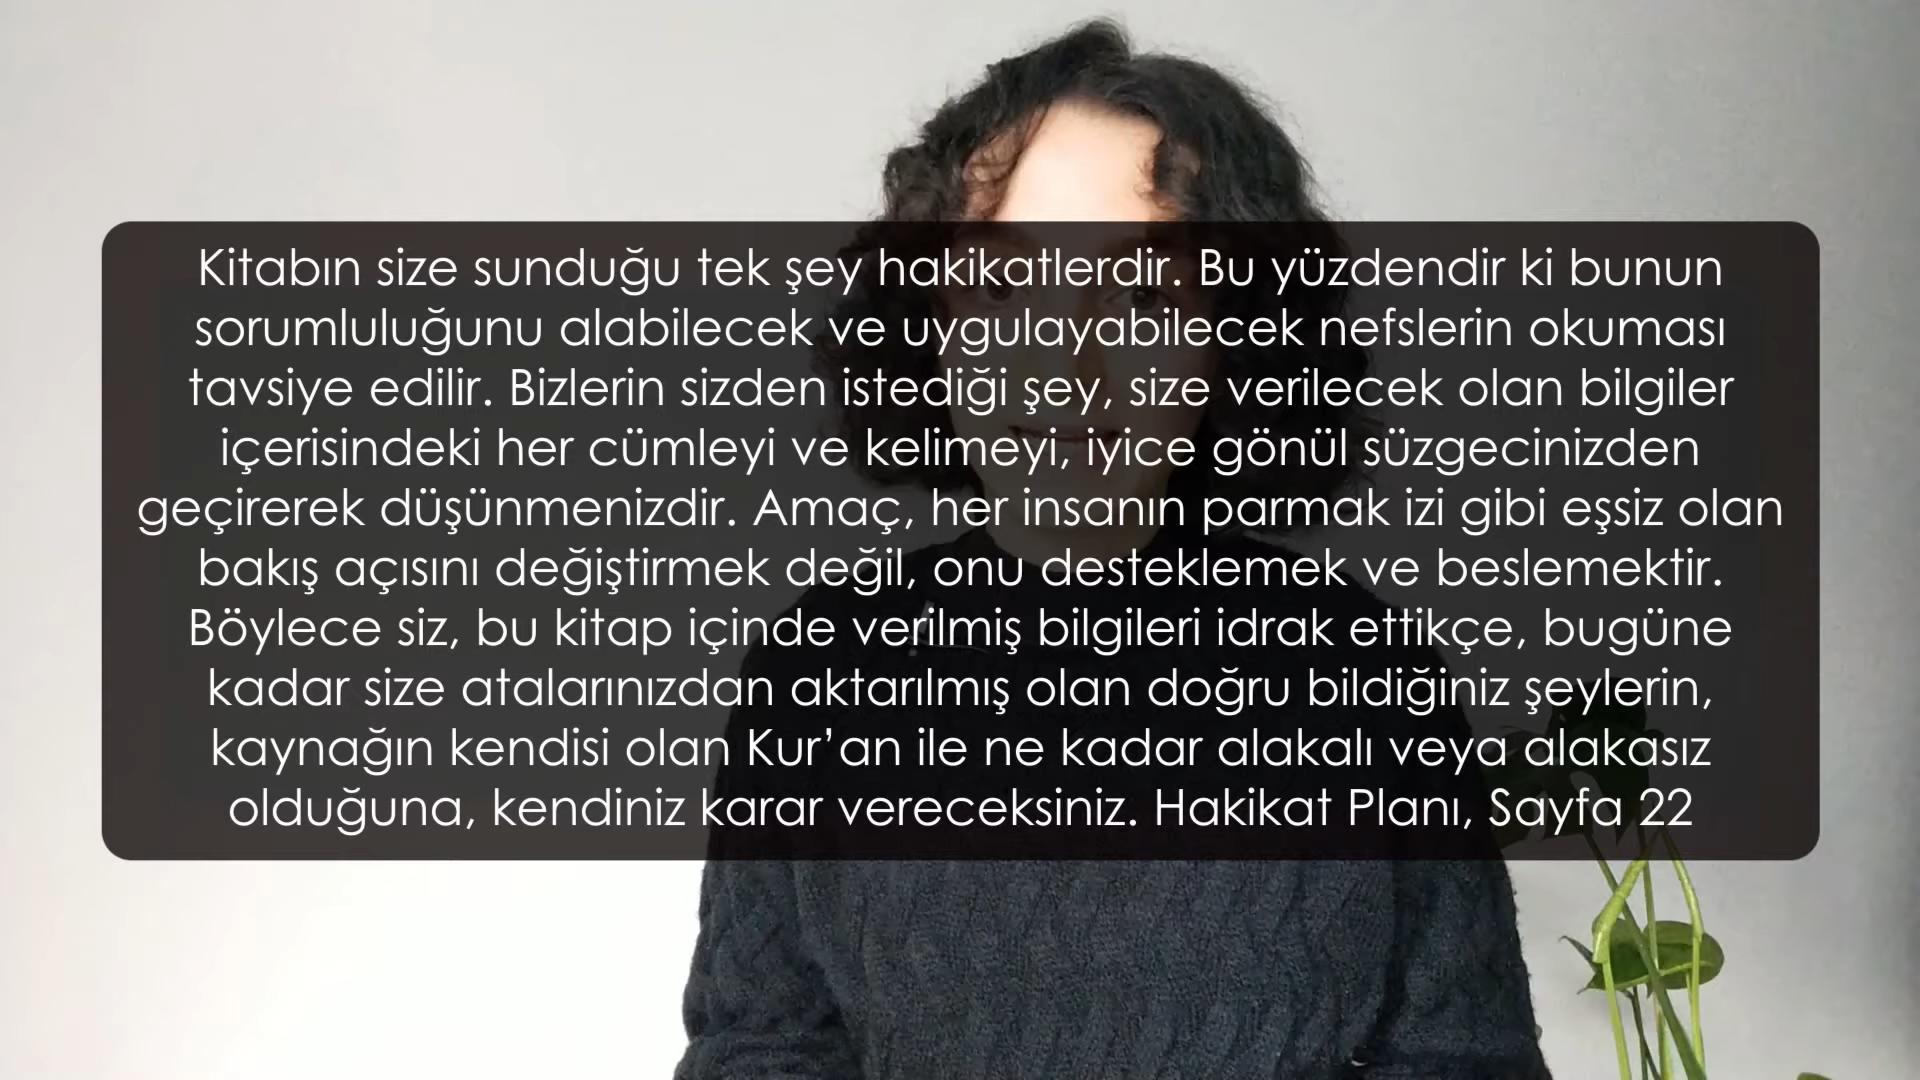 Kitabın size sunduğu tek şey hakikatlerdir. Bu yüzdendir ki bunun
sorumluluğunu alabilecek ve uygulayabilecek nefslerin okuması
tavsiye edilir. Bizlerin sizden istediği şey, size verilecek olan bilgiler
içerisindeki her cümleyi ve kelimeyi, iyice gönül süzgecinizden
geçirerek düşünmenizdir. Amaç, her insanın parmak izi gibi eşsiz olan
bakış açısını değiştirmek değil, onu desteklemek ve beslemektir.
Böylece siz, bu kitap içinde verilmiş bilgileri idrak ettikçe, bugüne
kadar size atalarınızdan aktarılmış olan doğru bildiğiniz şeylerin,
kaynağın kendisi olan Kur’an ile ne kadar alakalı veya alakasız
olduğuna, kendiniz karar vereceksiniz. Hakikat Planı, Sayfa 22